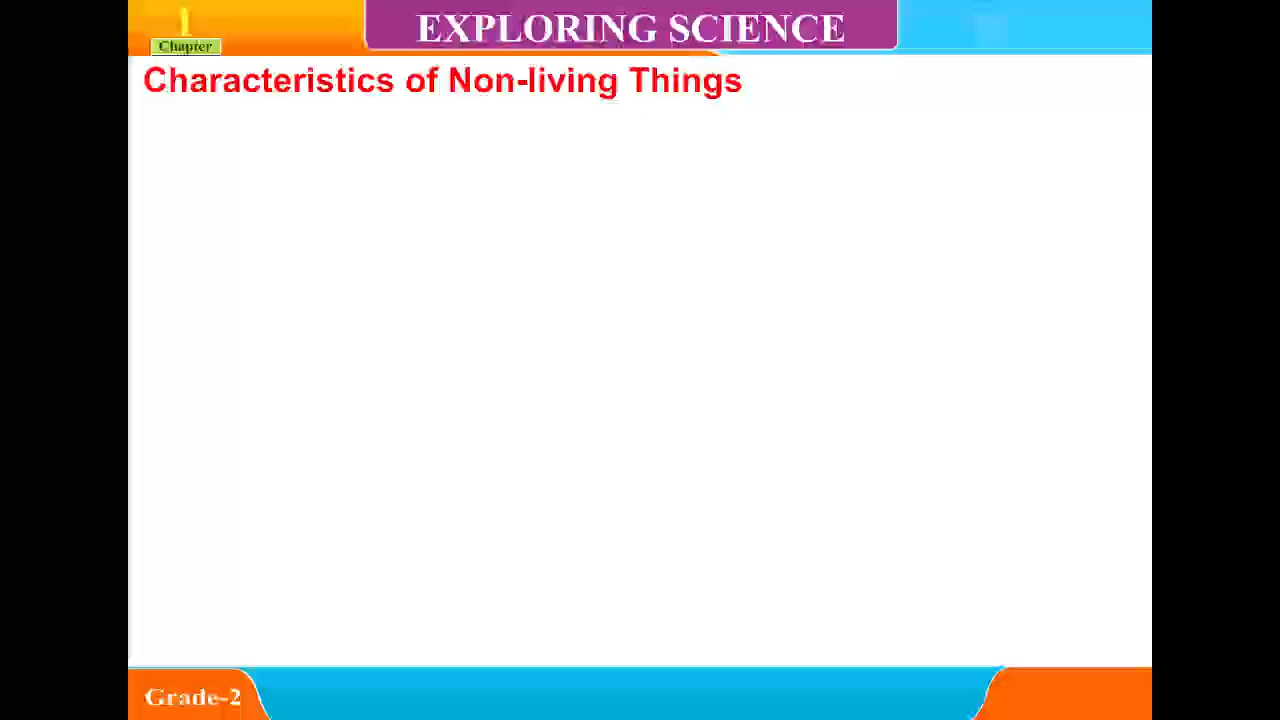 1
Chapter
EXPLORING SCIENCE
Characteristics of Non-living Things
Grade-2